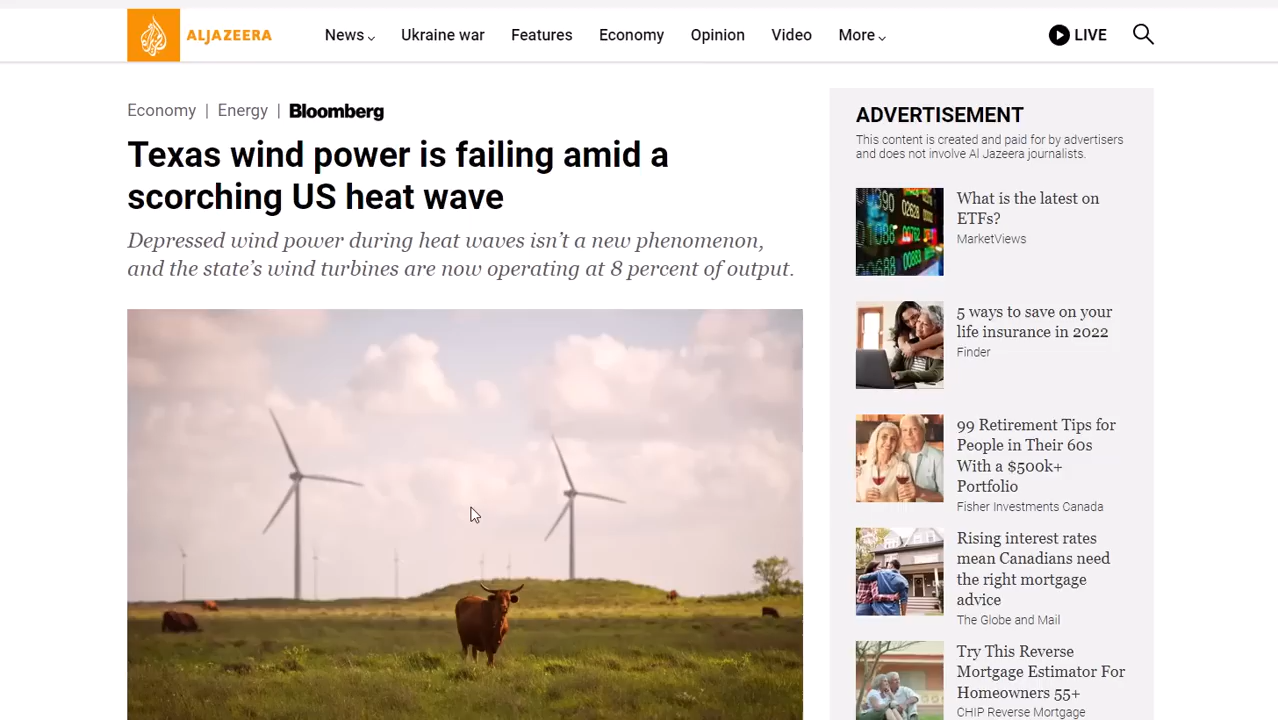 ALJAZEERA
News
Ukraine war
Features
Economy
Opinion
Video
More
LIVE
Economy | Energy | Bloomberg
Texas wind power is failing amid a
scorching US heat wave
Depressed wind power during heat waves isn't a new phenomenon,
and the state's wind turbines are now operating at 8 percent of output.
ADVERTISEMENT
This content is created and paid for by advertisers
and does not involve Al Jazeera journalists.
What is the latest on
ETFs?
MarketViews
5 ways to save on your
life insurance in 2022
Finder
99 Retirement Tips for
People in Their 60s
With a $500k+
Portfolio
Fisher Investments Canada
Rising interest rates
mean Canadians need
the right mortgage
advice
The Globe and Mail
Try This Reverse
Mortgage Estimator For
Homeowners 55+
CHIP Reverse Mortgage